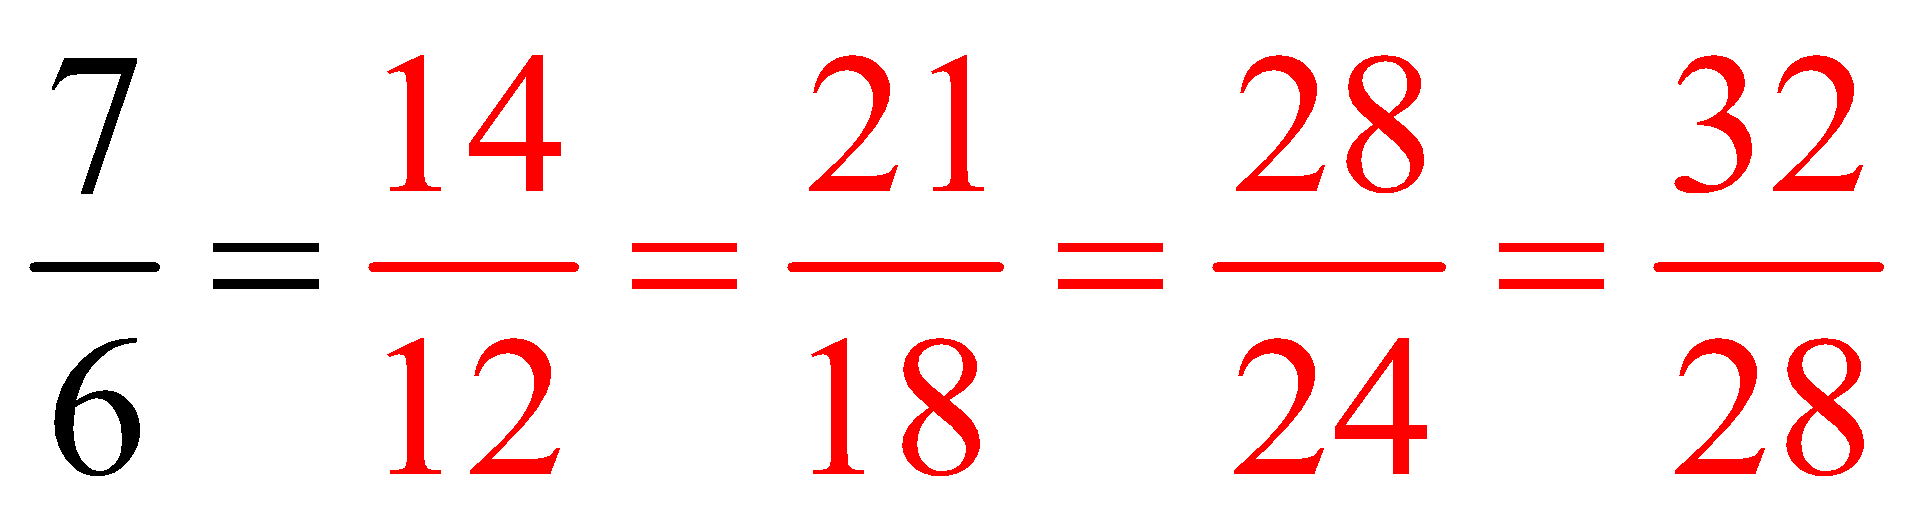 7/6 = 14/12 = 21/18 = 28/24 = 32/28